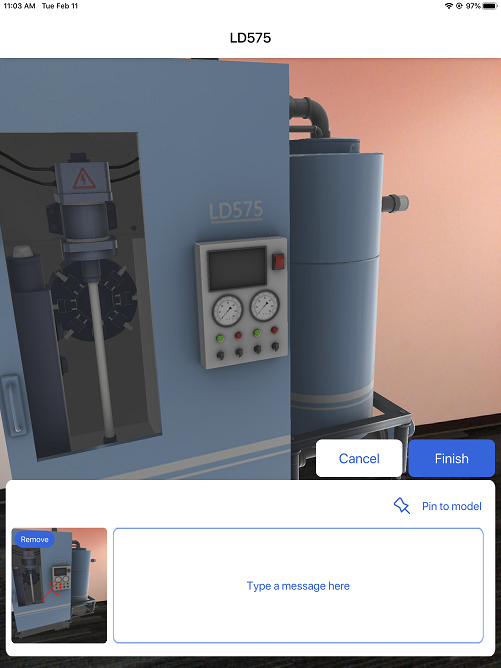 11:03 AM Tue Feb 11
97%
LD575
LD575
Cancel
Finish
Pin to model
Remove
Type a message here